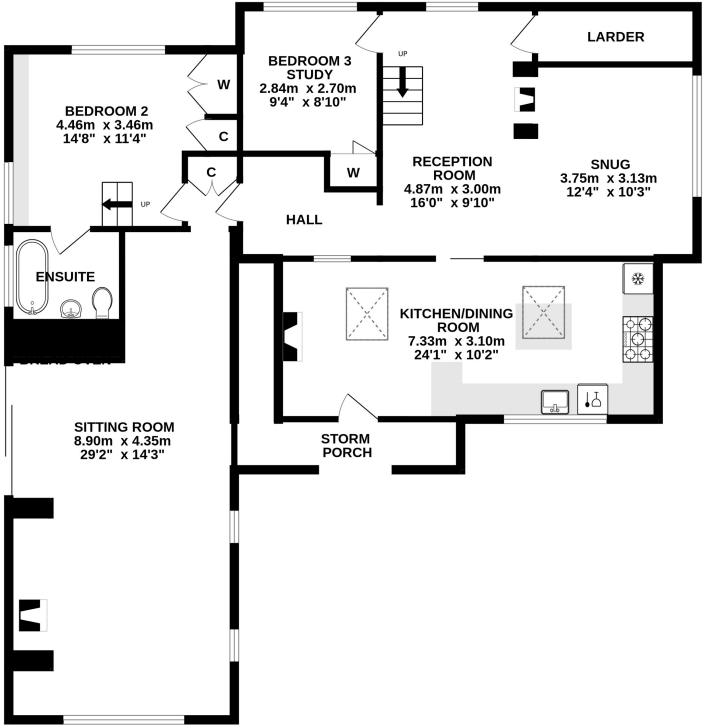 LARDER
BEDROOM 3
STUDY
2.84m x 2.70m
9'4" x 8'10"
UP
W
BEDROOM 2
4.46m x 3.46m
14'8" x 11'4"
C
C
W
RECEPTION
ROOM
4.87m x 3.00m
16'0" x 9'10"
SNUG
3.75m x 3.13m
12'4" x 10'3"
UP
HALL
ENSUITE
KITCHEN/DINING
ROOM
7.33m x 3.10m
24'1" x 10'2"
BREAD OVEN
SITTING ROOM
8.90m x 4.35m
29'2" x 14'3"
STORM
PORCH